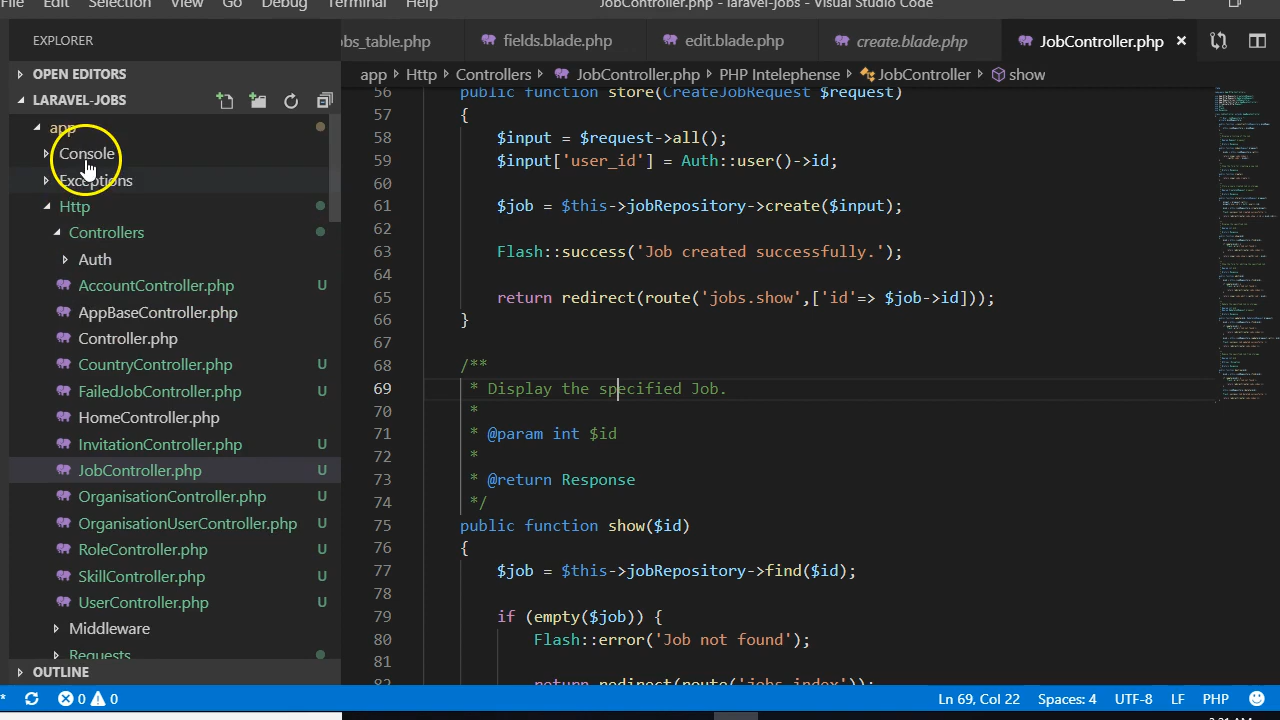 File Edit Selection View Go Debug Terminal Help JobController.php - laravel-jobs - Visual Studio Code
EXPLORER
OPEN EDITORS
LARAVEL-JOBS
app
Console
Exceptions
Http
Controllers
Auth
AccountController.php U
AppBaseController.php
Controller.php
CountryController.php U
FailedJobController.php U
HomeController.php
InvitationController.php U
JobController.php U
OrganisationController.php U
OrganisationUserController.php U
RoleController.php U
SkillController.php U
UserController.php U
Middleware
Requests
OUTLINE
obs_table.php fields.blade.php edit.blade.php create.blade.php JobController.php
app Http Controllers JobController.php PHP Intelephense JobController show
56 public function store(CreateJobRequest $request)
57 {
58 $input = $request->all();
59 $input['user_id'] = Auth::user()->id;
60
61 $job = $this->jobRepository->create($input);
62
63 Flash::success('Job created successfully.');
64
65 return redirect(route('jobs.show',['id'=> $job->id]));
66 }
67
68 /**
69 * Display the specified Job.
70 *
71 * @param int $id
72 *
73 * @return Response
74 */
75 public function show($id)
76 {
77 $job = $this->jobRepository->find($id);
78
79 if (empty($job)) {
80 Flash::error('Job not found');
81
82 return redirect(route('jobs.index'));
0 0 Ln 69, Col 22 Spaces: 4 UTF-8 LF PHP